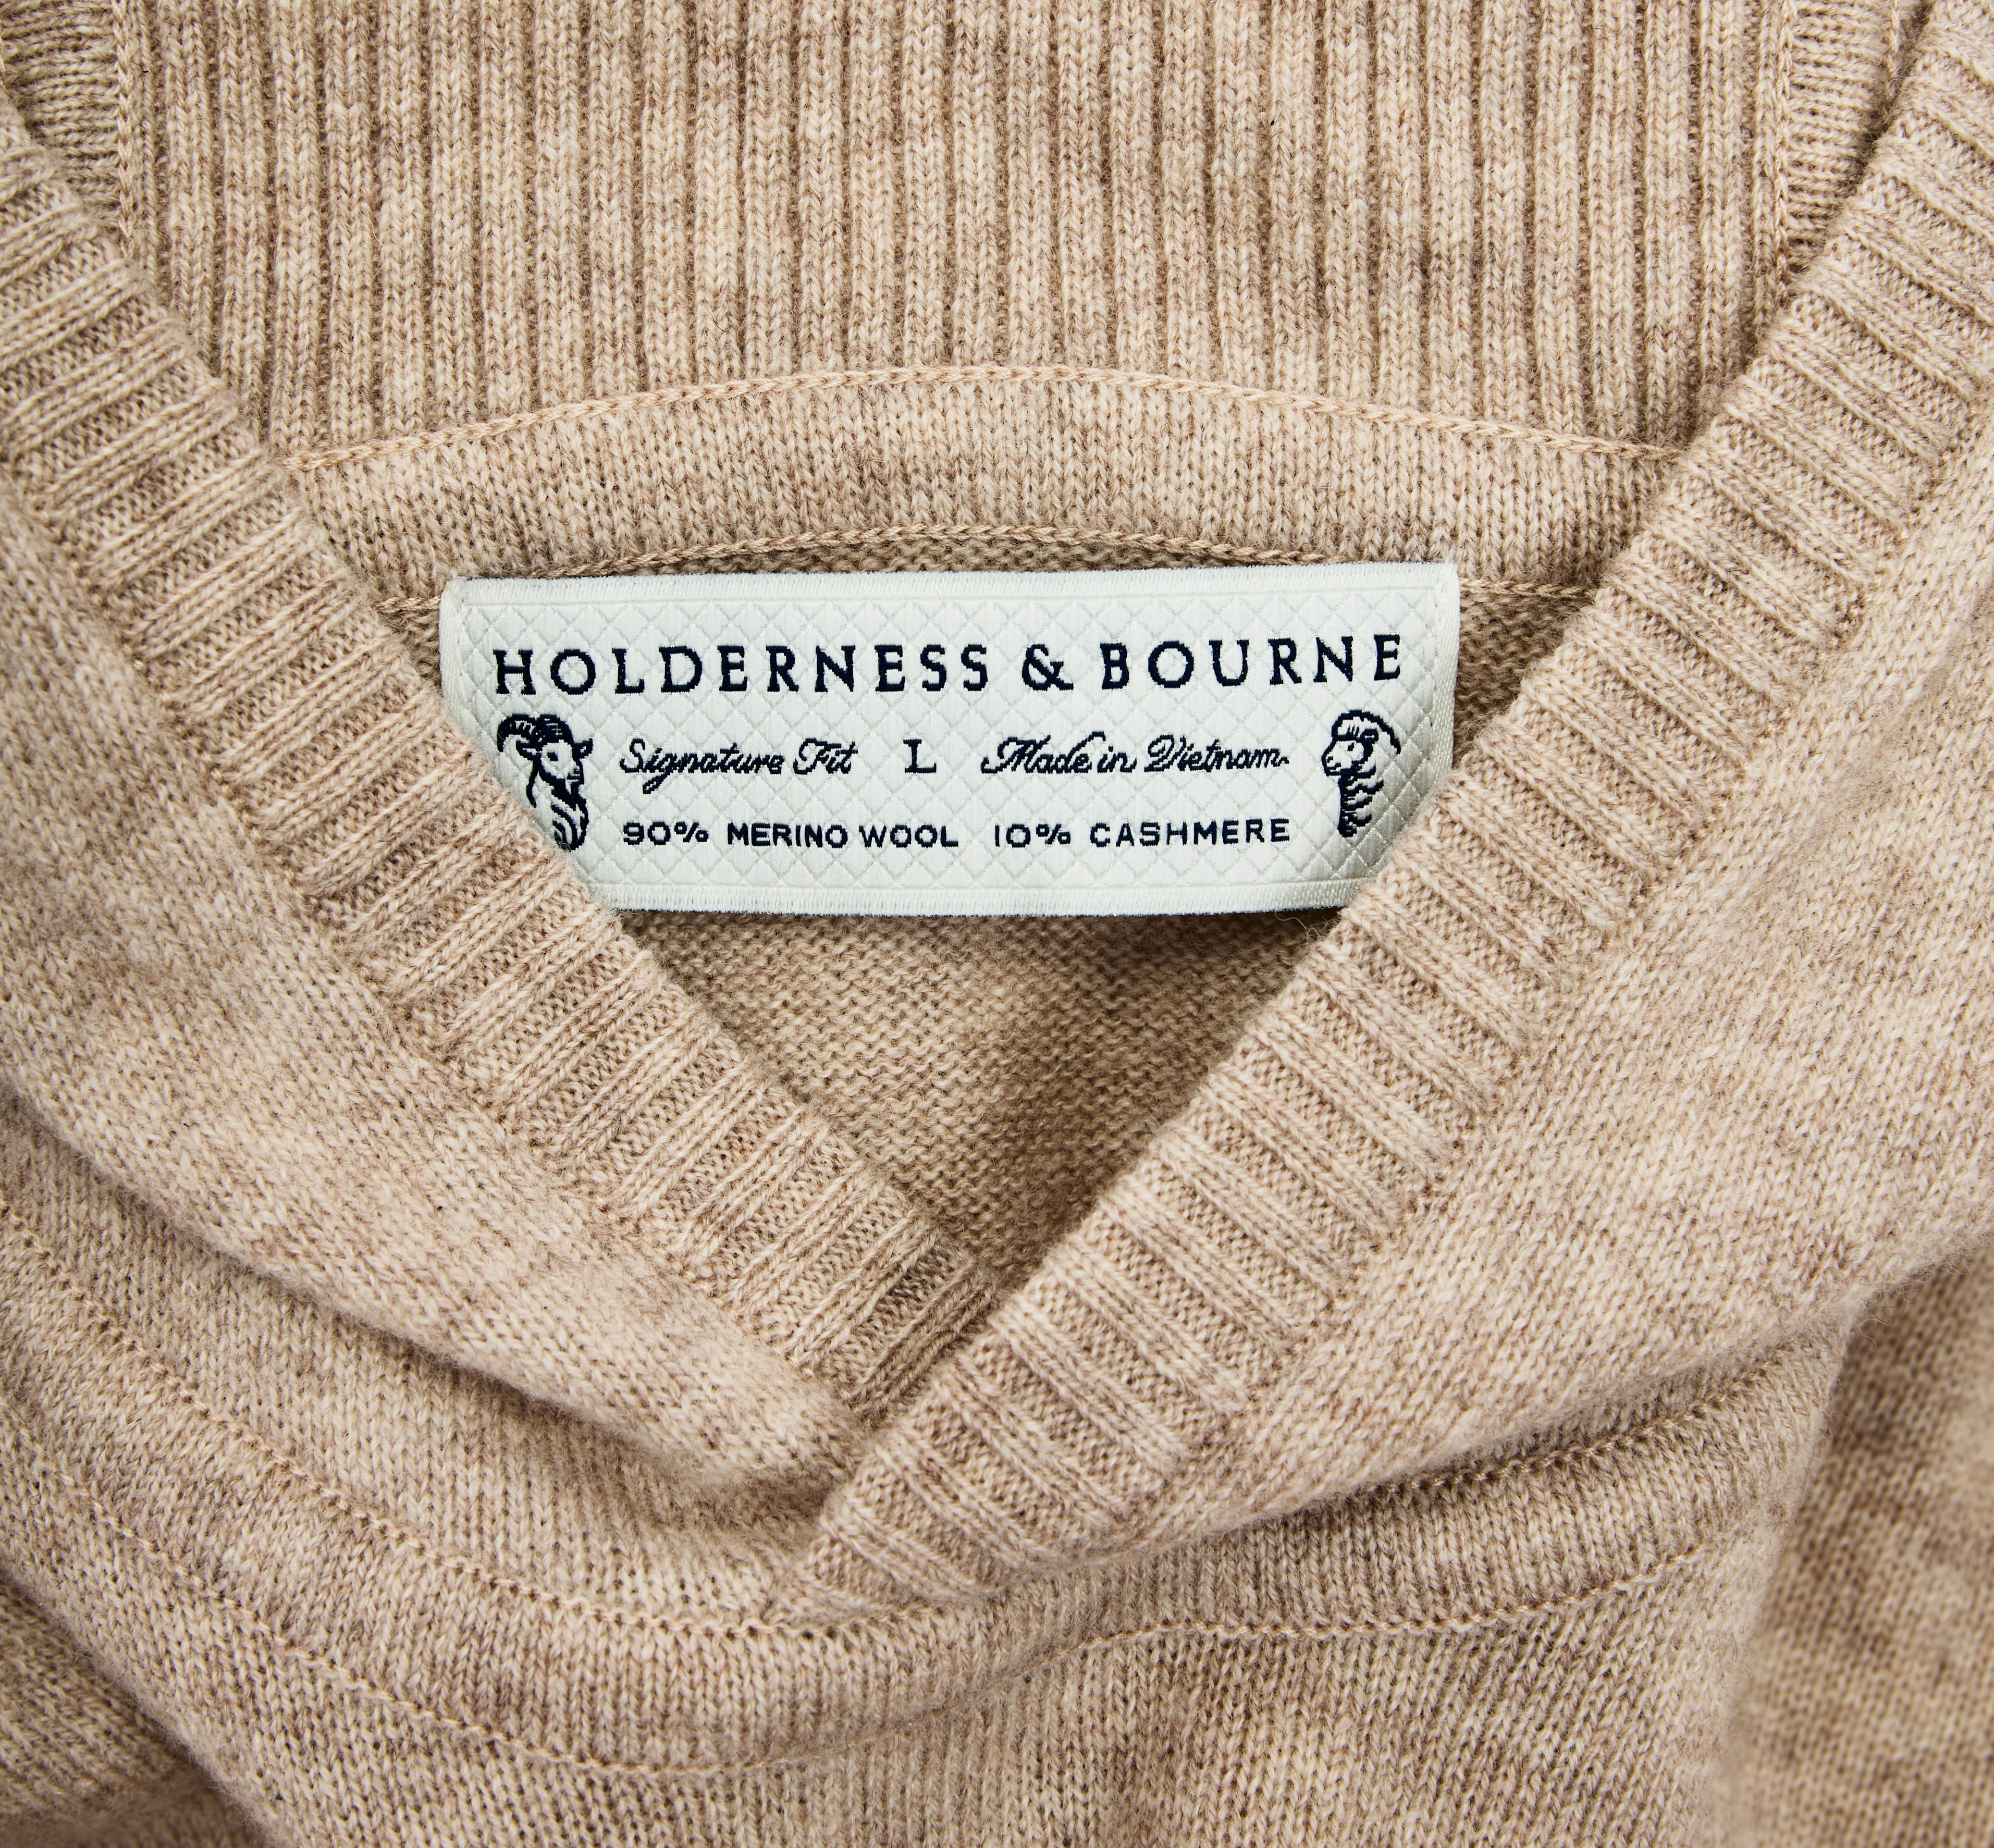 HOLDERNESS & BOURNE
Signature Fit L Made in Vietnam
90% MERINO WOOL 10% CASHMERE